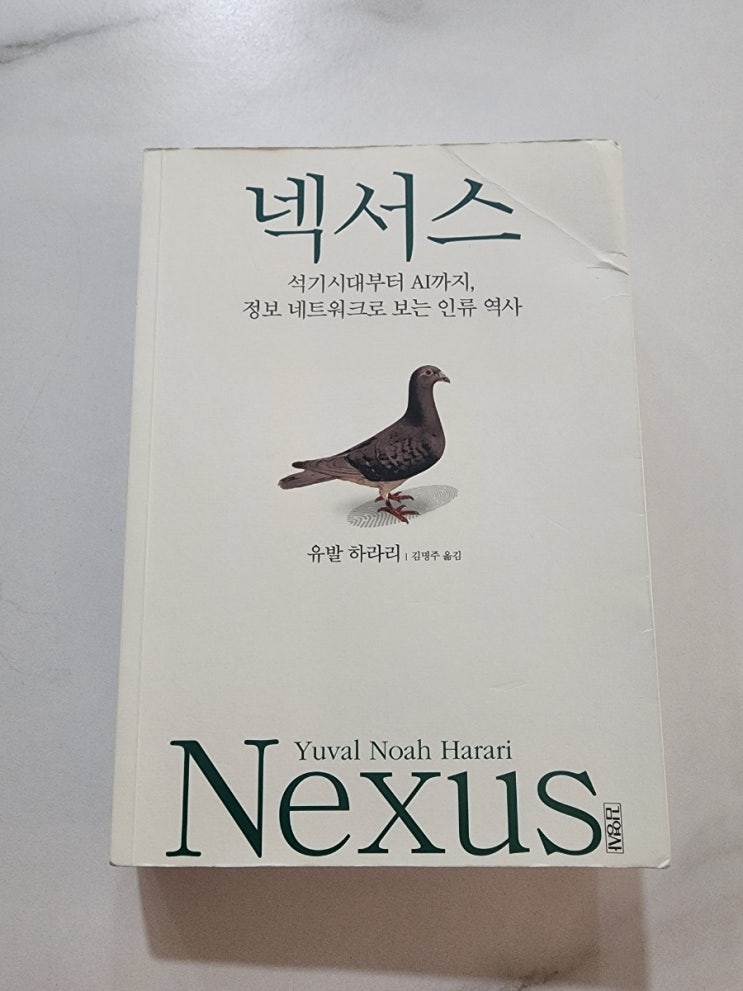 넥서스
석기시대부터 AI까지,
정보 네트워크로 보는 인류 역사
유발 하라리 | 김명주 옮김
Yuval Noah Harari
Nexus
김영사